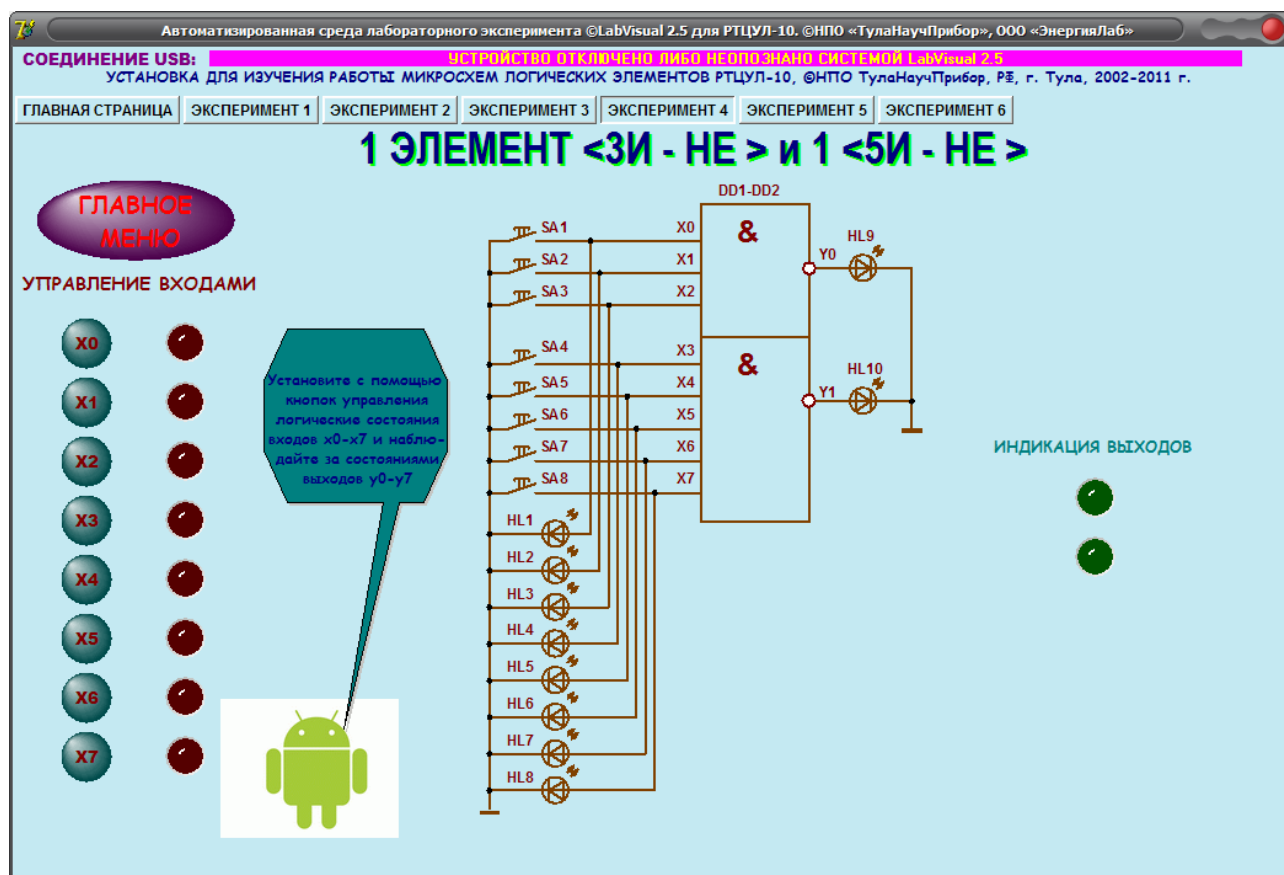 Автоматизированная среда лабораторного эксперимента ©LabVisual 2.5 для РТЦУЛ-10. ©НПО «ТулаНаучПрибор», ООО «ЭнергияЛаб»
СОЕДИНЕНИЕ USB: УСТРОЙСТВО ОТКЛЮЧЕНО ЛИБО НЕОПОЗНАНО СИСТЕМОЙ LabVisual 2.5
УСТАНОВКА ДЛЯ ИЗУЧЕНИЯ РАБОТЫ МИКРОСХЕМ ЛОГИЧЕСКИХ ЭЛЕМЕНТОВ РТЦУЛ-10, ©НПО ТулаНаучПрибор, РФ, г. Тула, 2002-2011 г.
ГЛАВНАЯ СТРАНИЦА ЭКСПЕРИМЕНТ 1 ЭКСПЕРИМЕНТ 2 ЭКСПЕРИМЕНТ 3 ЭКСПЕРИМЕНТ 4 ЭКСПЕРИМЕНТ 5 ЭКСПЕРИМЕНТ 6
1 ЭЛЕМЕНТ <3И - НЕ > и 1 <5И - НЕ >
ГЛАВНОЕ
МЕНЮ
УПРАВЛЕНИЕ ВХОДАМИ
X0
X1
X2
X3
X4
X5
X6
X7
Установите с помощью
кнопок управления
логические состояния
входов x0-x7 и наблю-
дайте за состояниями
выходов y0-y7
DD1-DD2
SA1 X0 &
SA2 X1 Y0 HL9
SA3 X2
SA4 X3 &
SA5 X4 Y1 HL10
SA6 X5
SA7 X6
SA8 X7
HL1
HL2
HL3
HL4
HL5
HL6
HL7
HL8
ИНДИКАЦИЯ ВЫХОДОВ